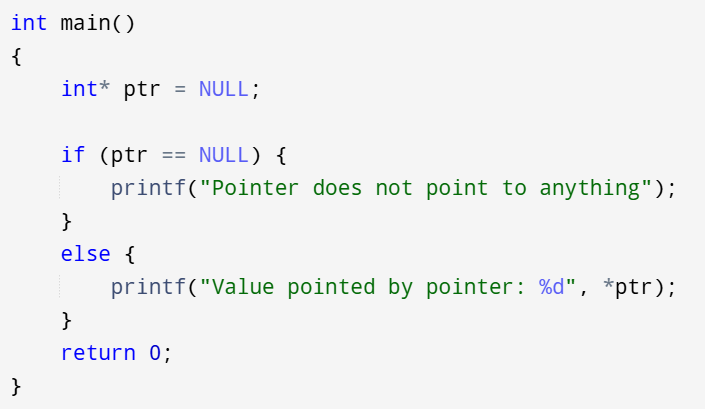 int main()
{
    int* ptr = NULL;

    if (ptr == NULL) {
        printf("Pointer does not point to anything");
    }
    else {
        printf("Value pointed by pointer: %d", *ptr);
    }
    return 0;
}